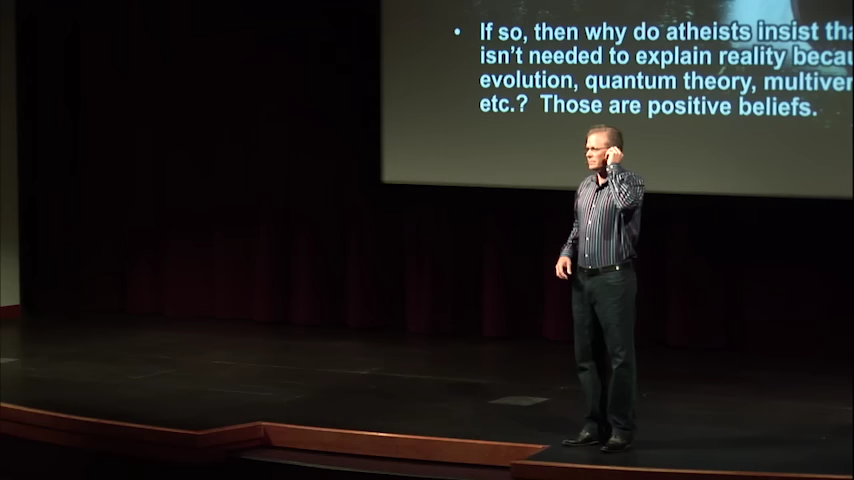 • If so, then why do atheists insist tha
isn't needed to explain reality becau
evolution, quantum theory, multiver
etc.? Those are positive beliefs.